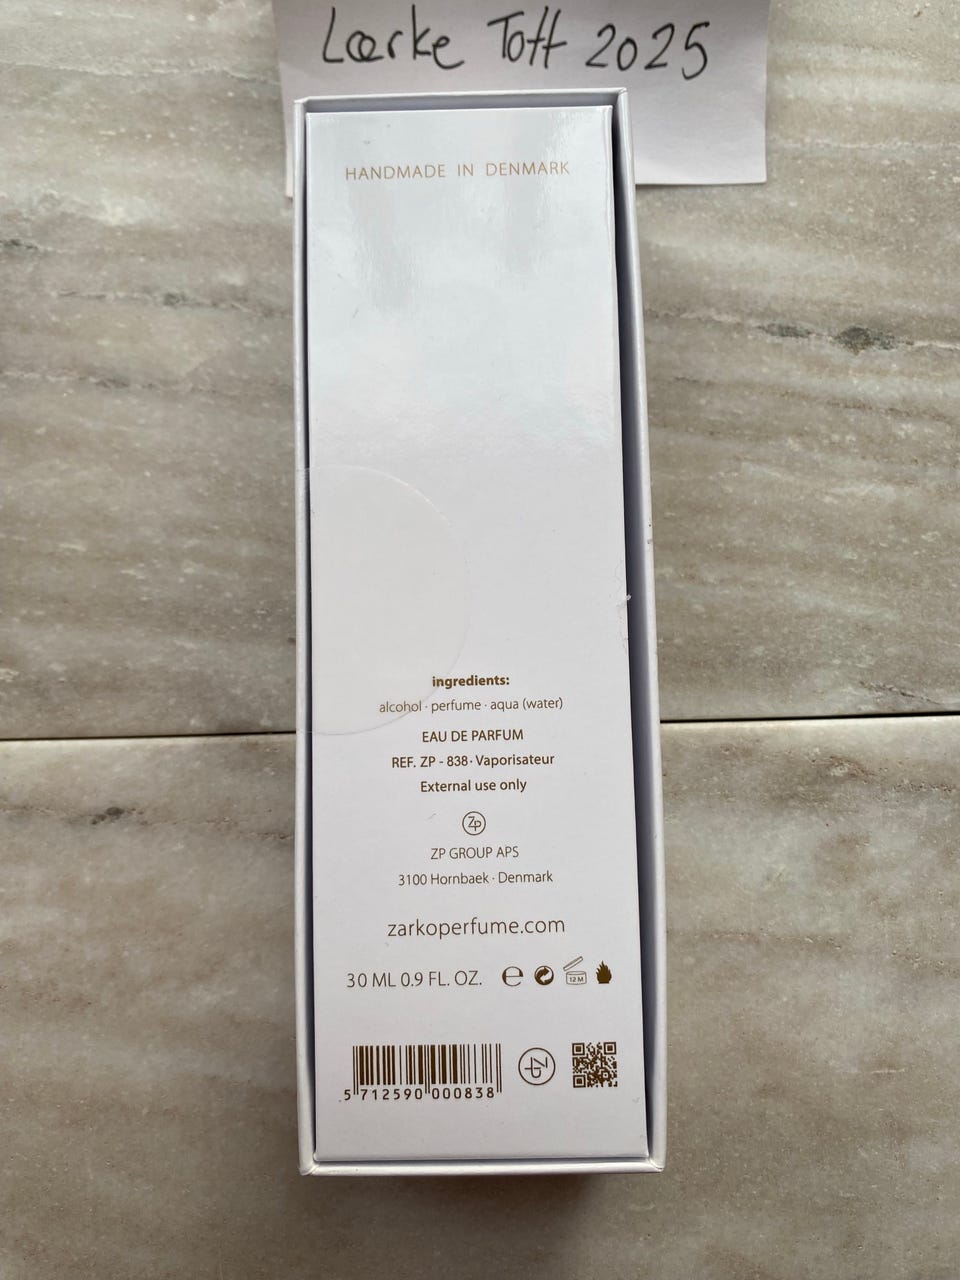 Lærke Toft 2025
HANDMADE IN DENMARK
ingredients:
alcohol · perfume · aqua (water)
EAU DE PARFUM
REF. ZP - 838 · Vaporisateur
External use only
Zp
ZP GROUP APS
3100 Hornbaek · Denmark
zarkoperfume.com
30 ML 0.9 FL. OZ. e 12 M
5 712590 000838 Zp